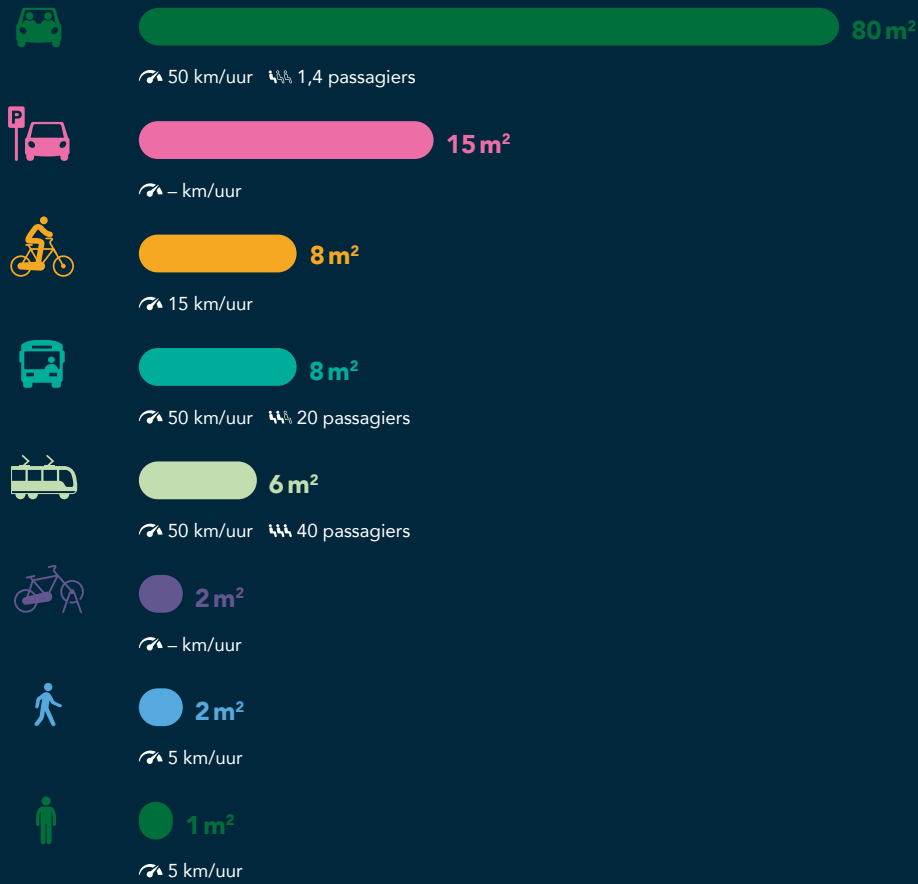 80 m²
50 km/uur 1,4 passagiers
P
15 m²
– km/uur
8 m²
15 km/uur
8 m²
50 km/uur 20 passagiers
6 m²
50 km/uur 40 passagiers
2 m²
– km/uur
2 m²
5 km/uur
1 m²
5 km/uur